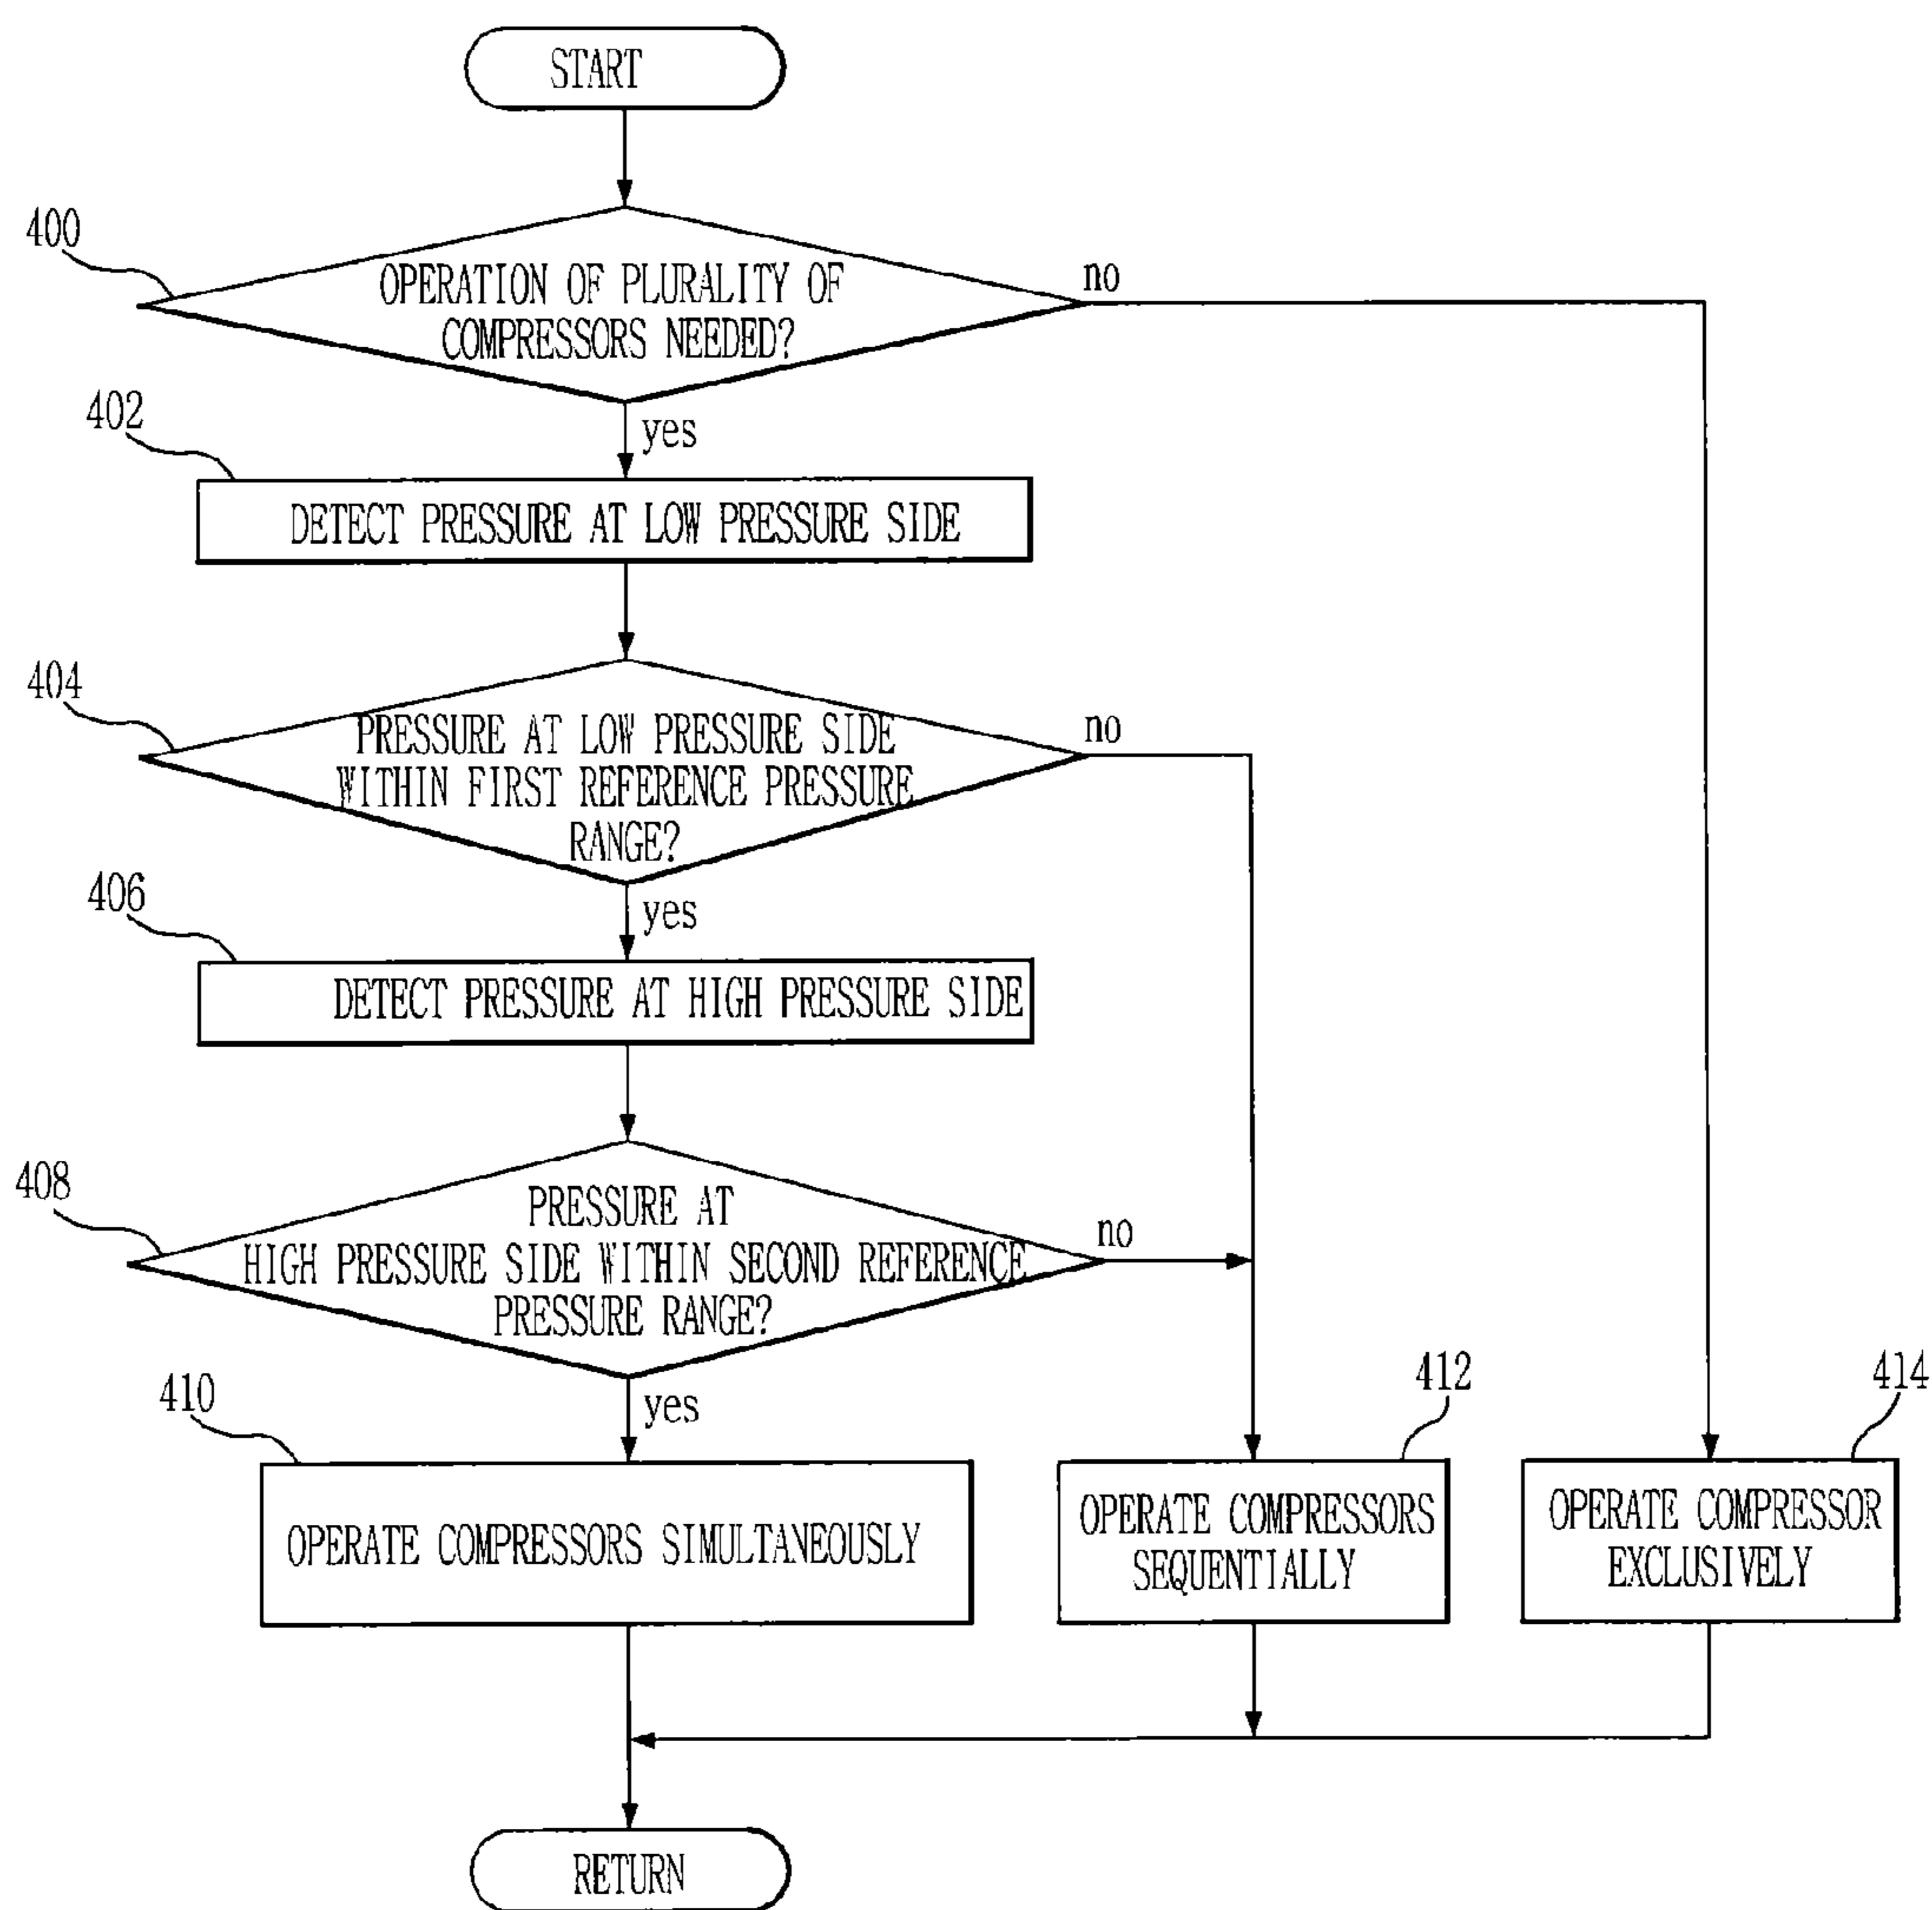 START
400
OPERATION OF PLURALITY OF
COMPRESSORS NEEDED?
no
yes
402
DETECT PRESSURE AT LOW PRESSURE SIDE
404
PRESSURE AT LOW PRESSURE SIDE
WITHIN FIRST REFERENCE PRESSURE
RANGE?
no
yes
406
DETECT PRESSURE AT HIGH PRESSURE SIDE
408
PRESSURE AT
HIGH PRESSURE SIDE WITHIN SECOND REFERENCE
PRESSURE RANGE?
no
yes
410
OPERATE COMPRESSORS SIMULTANEOUSLY
412
OPERATE COMPRESSORS
SEQUENTIALLY
414
OPERATE COMPRESSOR
EXCLUSIVELY
RETURN